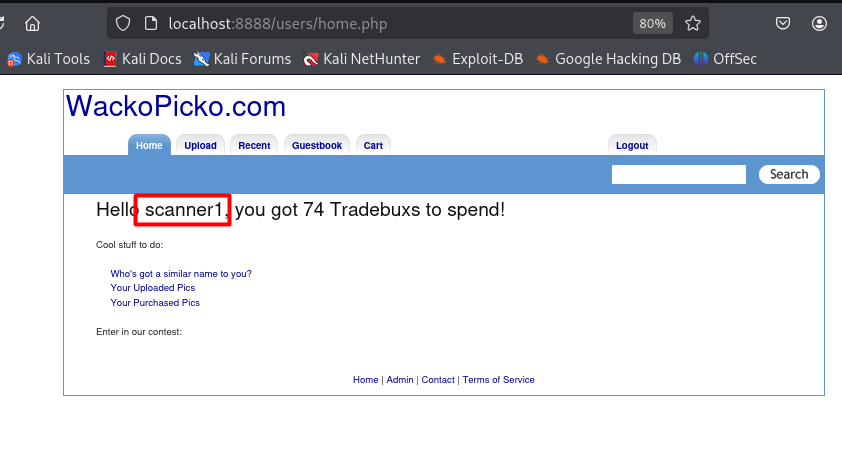 localhost:8888/users/home.php 80%
Kali Tools Kali Docs Kali Forums Kali NetHunter Exploit-DB Google Hacking DB OffSec
WackoPicko.com
Home Upload Recent Guestbook Cart Logout
Search
Hello scanner1, you got 74 Tradebuxs to spend!
Cool stuff to do:
Who's got a similar name to you?
Your Uploaded Pics
Your Purchased Pics
Enter in our contest:
Home | Admin | Contact | Terms of Service